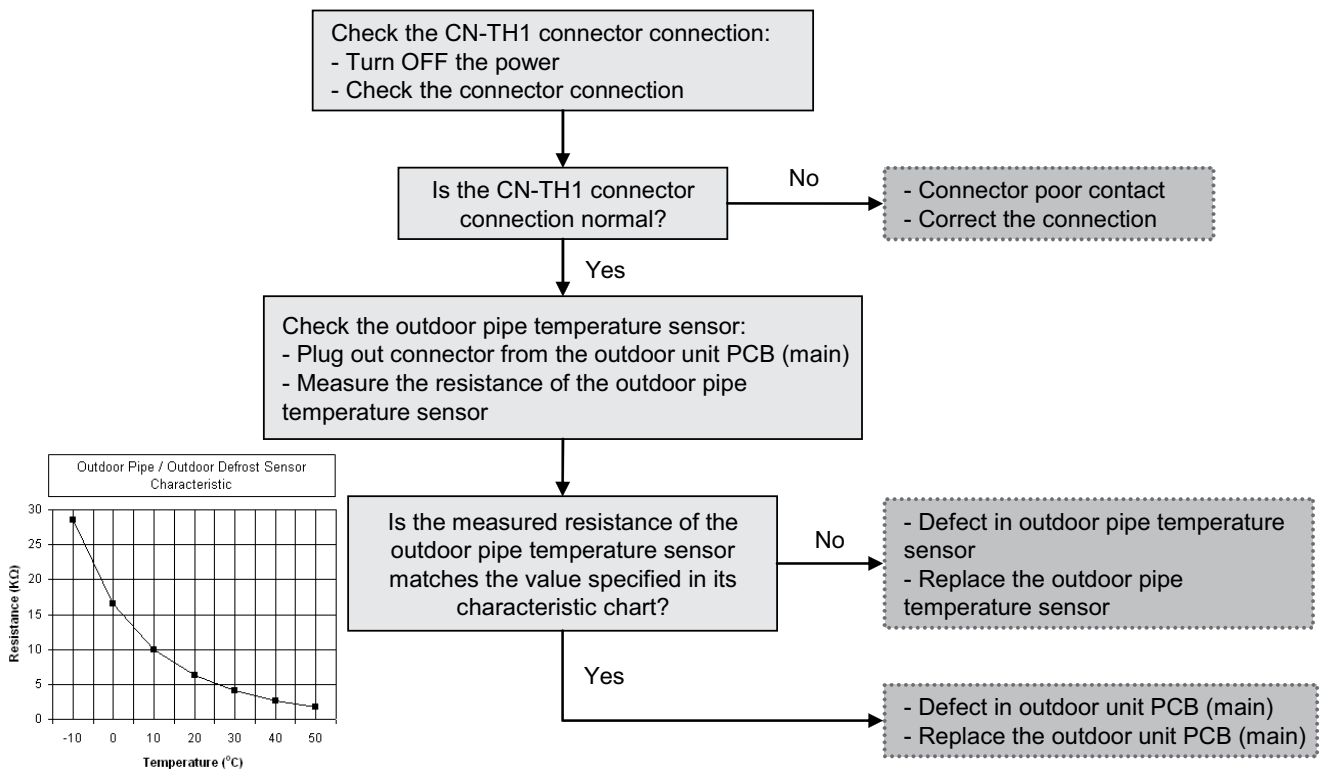 Check the CN-TH1 connector connection:
- Turn OFF the power
- Check the connector connection
Is the CN-TH1 connector
connection normal?
No
- Connector poor contact
- Correct the connection
Yes
Check the outdoor pipe temperature sensor:
- Plug out connector from the outdoor unit PCB (main)
- Measure the resistance of the outdoor pipe
temperature sensor
Outdoor Pipe / Outdoor Defrost Sensor
Characteristic
Resistance (KΩ)
30
25
20
15
10
5
0
-10 0 10 20 30 40 50
Temperature (°C)
Is the measured resistance of the
outdoor pipe temperature sensor
matches the value specified in its
characteristic chart?
No
- Defect in outdoor pipe temperature
sensor
- Replace the outdoor pipe
temperature sensor
Yes
- Defect in outdoor unit PCB (main)
- Replace the outdoor unit PCB (main)